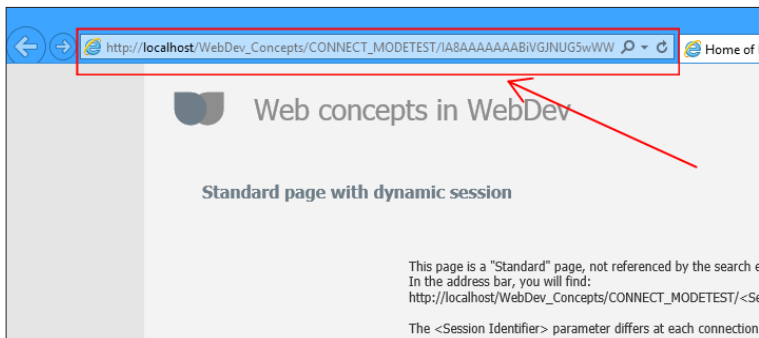 http://localhost/WebDev_Concepts/CONNECT_MODETEST/IA8AAAAAAABiVGJNUG5wWW
Home of
Web concepts in WebDev
Standard page with dynamic session
This page is a "Standard" page, not referenced by the search e
In the address bar, you will find:
http://localhost/WebDev_Concepts/CONNECT_MODETEST/<Se
The <Session Identifier> parameter differs at each connection